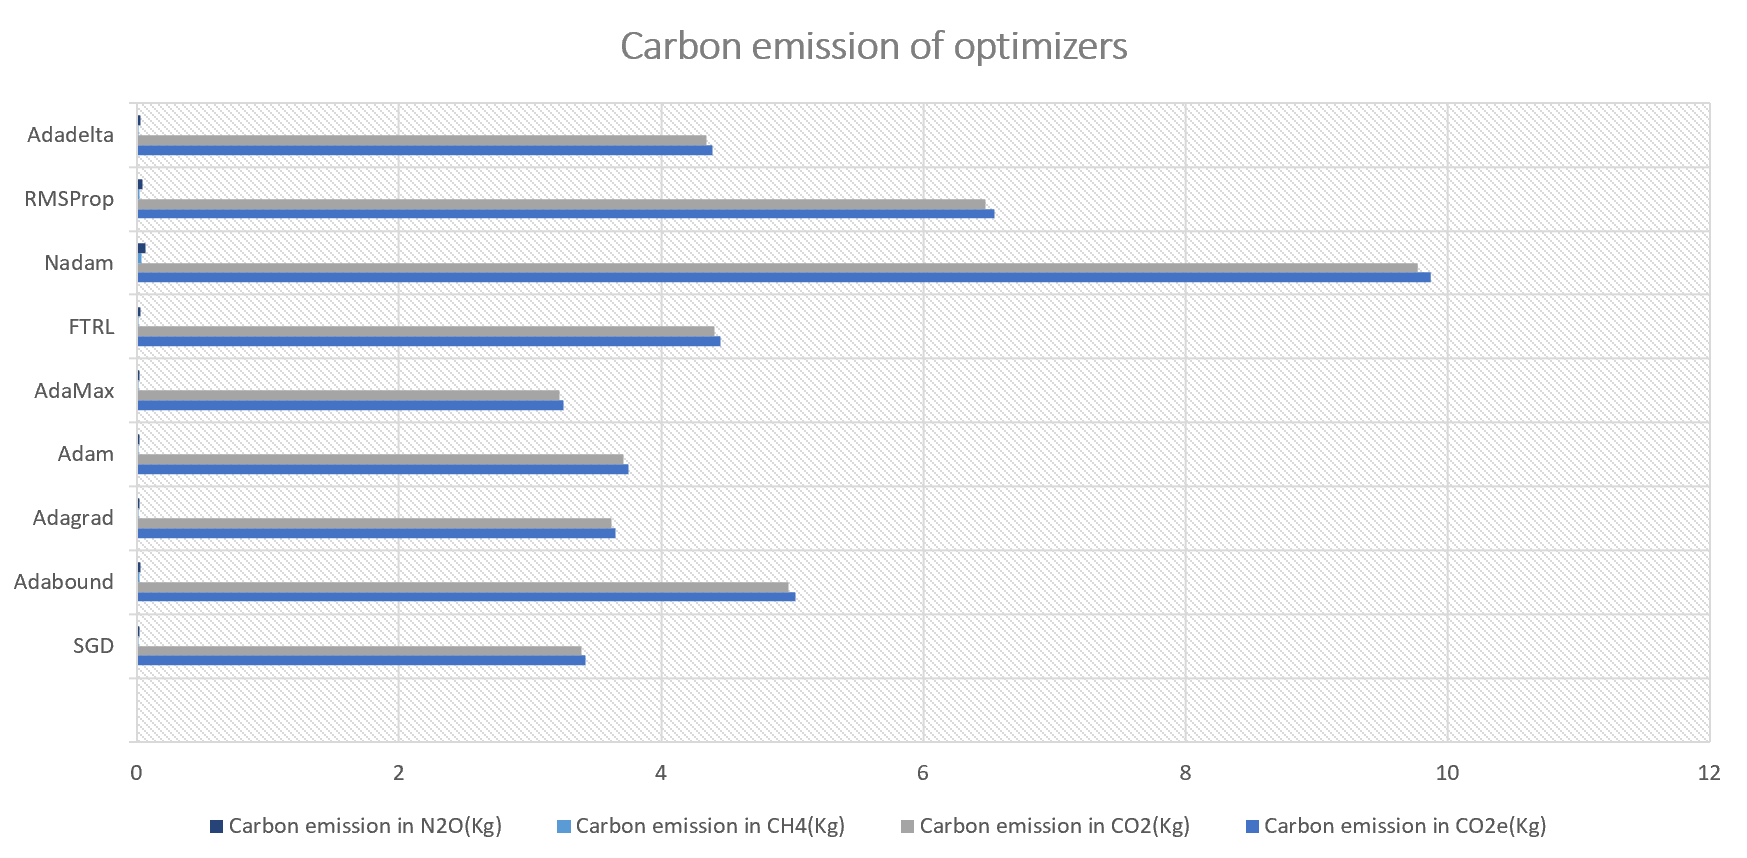 Carbon emission of optimizers
Adadelta
RMSProp
Nadam
FTRL
AdaMax
Adam
Adagrad
Adabound
SGD
0 2 4 6 8 10 12
Carbon emission in N2O(Kg) Carbon emission in CH4(Kg) Carbon emission in CO2(Kg) Carbon emission in CO2e(Kg)